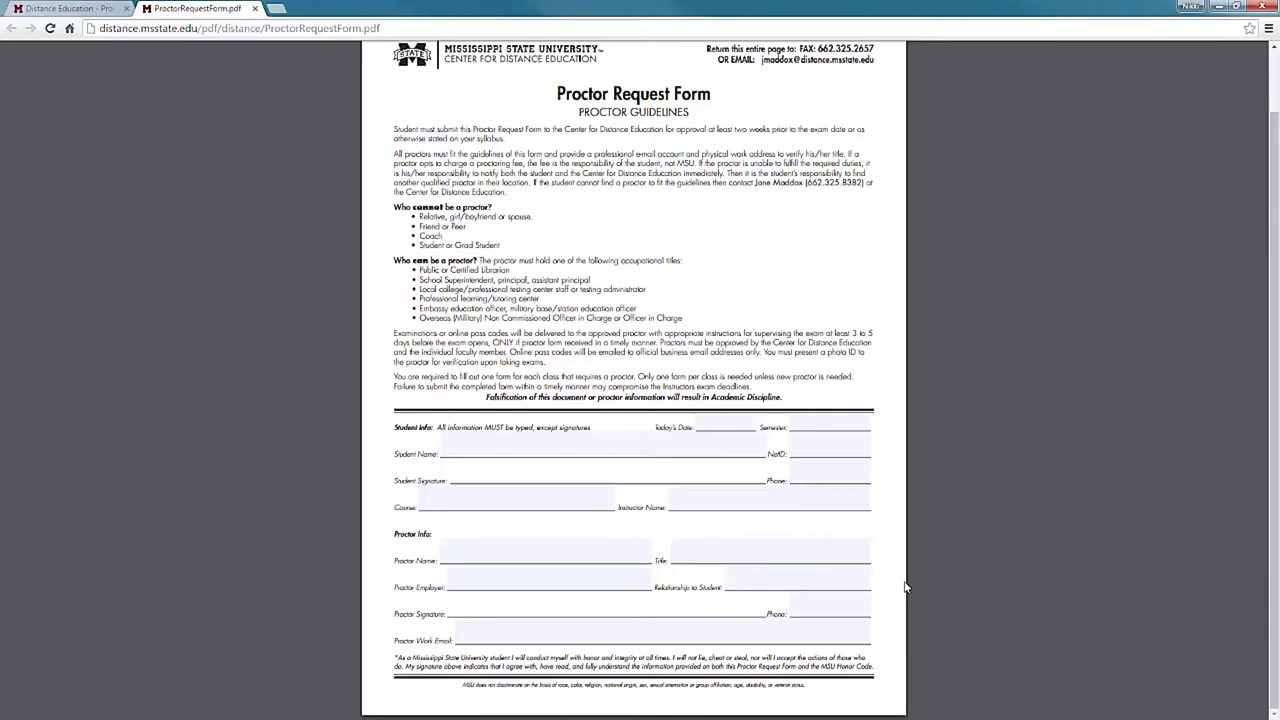 Distance Education - Pro
ProctorRequestForm.pdf
Nikki
distance.msstate.edu/pdf/distance/ProctorRequestForm.pdf
STATE
MISSISSIPPI STATE UNIVERSITY™
CENTER FOR DISTANCE EDUCATION
Return this entire page to: FAX: 662.325.2657
OR EMAIL: jmaddox@distance.msstate.edu
Proctor Request Form
PROCTOR GUIDELINES
Student must submit this Proctor Request Form to the Center for Distance Education for approval at least two weeks prior to the exam date or as
otherwise stated on your syllabus.
All proctors must fit the guidelines of this form and provide a professional e-mail account and physical work address to verify his/her title. If a
proctor opts to charge a proctoring fee, the fee is the responsibility of the student, not MSU. If the proctor is unable to fulfill the required duties, it
is his/her responsibility to notify both the student and the Center for Distance Education immediately. Then it is the student's responsibility to find
another qualified proctor in their location. If the student cannot find a proctor to fit the guidelines then contact Jane Maddox (662.325.8382) at
the Center for Distance Education.
Who cannot be a proctor?
• Relative, girl/boyfriend or spouse.
• Friend or Peer
• Coach
• Student or Grad Student
Who can be a proctor? The proctor must hold one of the following occupational titles:
• Public or Certified Librarian
• School Superintendent, principal, assistant principal
• Local college/professional testing center staff or testing administrator
• Professional learning/tutoring center
• Embassy education officer, military base/station education officer
• Overseas (Military) Non Commissioned Officer in Charge or Officer in Charge
Examinations or online pass codes will be delivered to the approved proctor with appropriate instructions for supervising the exam at least 3 to 5
days before the exam opens, ONLY if proctor form received in a timely manner. Proctors must be approved by the Center for Distance Education
and the individual faculty member. Online pass codes will be emailed to official business email addresses only. You must present a photo ID to
the proctor for verification upon taking exams.
You are required to fill out one form for each class that requires a proctor. Only one form per class is needed unless new proctor is needed.
Failure to submit the completed form within a timely manner may compromise the Instructors exam deadlines.
Falsification of this document or proctor information will result in Academic Discipline.
Student Info: All information MUST be typed, except signatures Today's Date: Semester:
Student Name: NetID:
Student Signature: Phone:
Course: Instructor Name:
Proctor Info:
Proctor Name: Title:
Proctor Employer: Relationship to Student:
Proctor Signature: Phone:
Proctor Work Email:
"As a Mississippi State University student I will conduct myself with honor and integrity at all times. I will not lie, cheat or steal, nor will I accept the actions of those who
do. My signature above indicates that I agree with, have read, and fully understand the information provided on both this Proctor Request Form and the MSU Honor Code.
MSU does not discriminate on the basis of race, color, religion, national origin, sex, sexual orientation or group affiliation, age, disability, or veteran status.